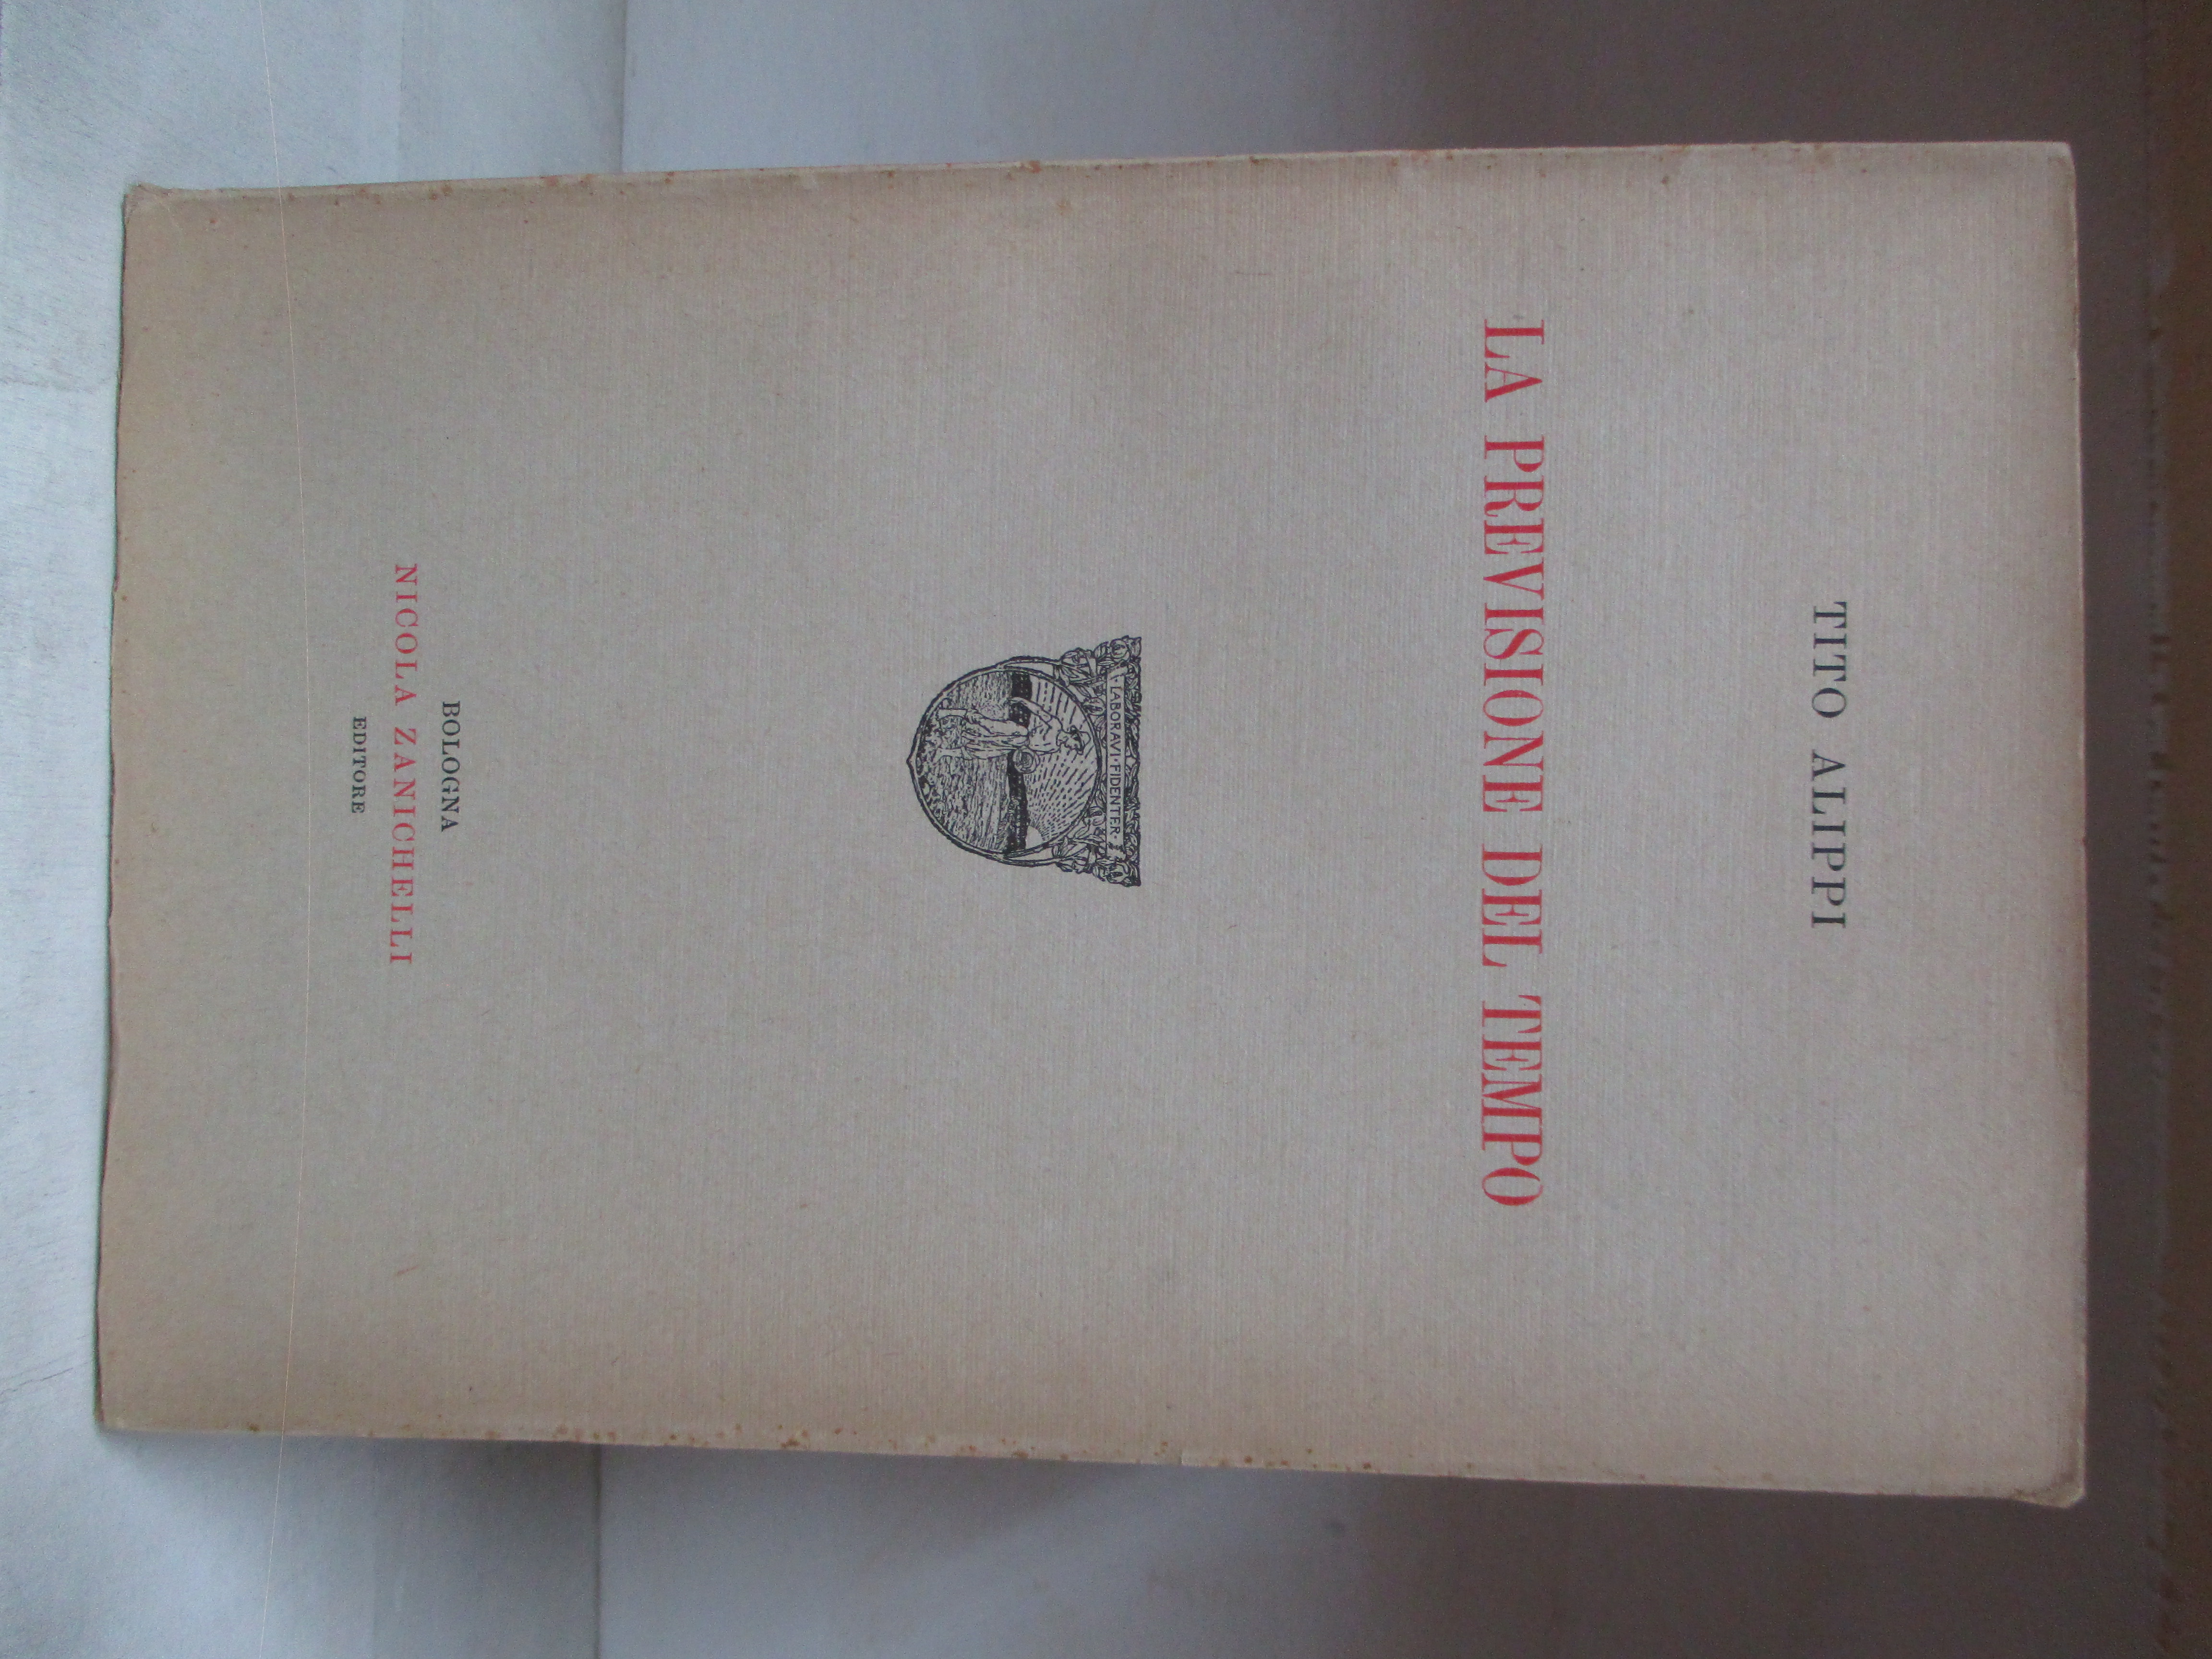 TITO ALIPPI
LA PREVISIONE DEL TEMPO
·LABORAVI·FIDENTER·
BOLOGNA
NICOLA ZANICHELLI
EDITORE